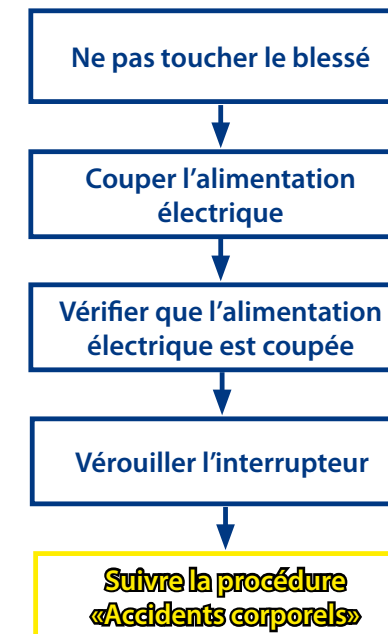 Ne pas toucher le blessé
Couper l’alimentation
électrique
Vérifier que l’alimentation
électrique est coupée
Vérouiller l’interrupteur
Suivre la procédure
«Accidents corporels»